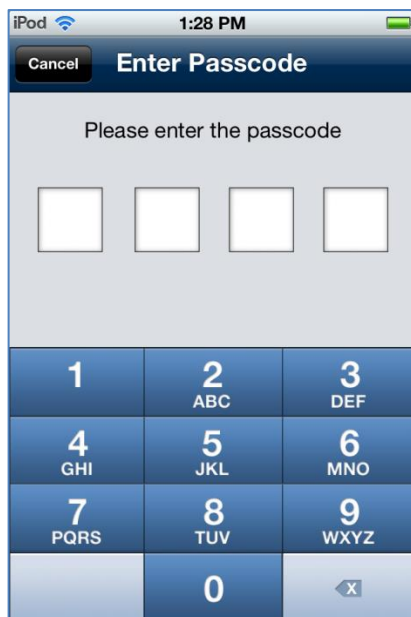 iPod 1:28 PM
Cancel Enter Passcode
Please enter the passcode
1 2 3
ABC DEF
4 5 6
GHI JKL MNO
7 8 9
PQRS TUV WXYZ
0 X